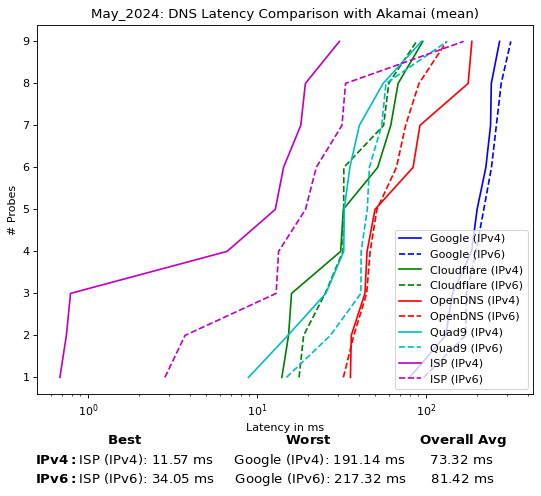 May_2024: DNS Latency Comparison with Akamai (mean)
9
8
7
6
5
4
3
2
1
# Probes
Google (IPv4)
Google (IPv6)
Cloudflare (IPv4)
Cloudflare (IPv6)
OpenDNS (IPv4)
OpenDNS (IPv6)
Quad9 (IPv4)
Quad9 (IPv6)
ISP (IPv4)
ISP (IPv6)
10⁰ 10¹ 10²
Latency in ms
Best Worst Overall Avg
IPv4: ISP (IPv4): 11.57 ms Google (IPv4): 191.14 ms 73.32 ms
IPv6: ISP (IPv6): 34.05 ms Google (IPv6): 217.32 ms 81.42 ms